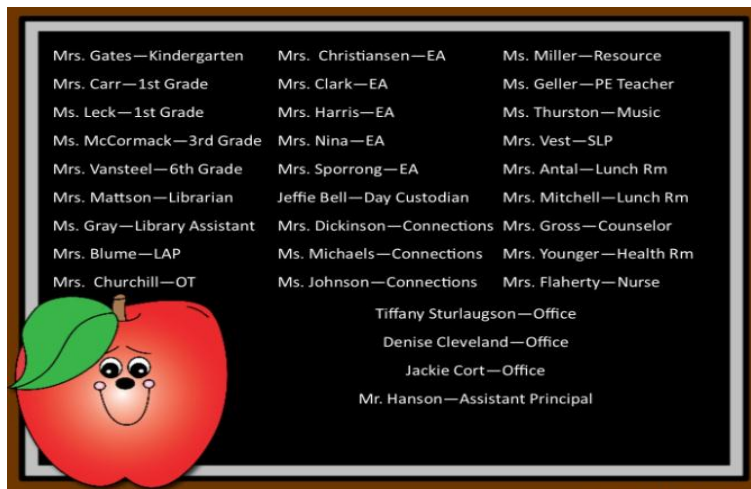 Mrs. Gates—Kindergarten
Mrs. Carr—1st Grade
Ms. Leck—1st Grade
Ms. McCormack—3rd Grade
Mrs. Vansteel—6th Grade
Mrs. Mattson—Librarian
Ms. Gray—Library Assistant
Mrs. Blume—LAP
Mrs.  Churchill—OT
Mrs.  Christiansen—EA
Mrs. Clark—EA
Mrs. Harris—EA
Mrs. Nina—EA
Mrs. Sporrong—EA
Jeffie Bell—Day Custodian
Mrs. Dickinson—Connections
Ms. Michaels—Connections
Ms. Johnson—Connections
Ms. Miller—Resource
Ms. Geller—PE Teacher
Ms. Thurston—Music
Mrs. Vest—SLP
Mrs. Antal—Lunch Rm
Mrs. Mitchell—Lunch Rm
Mrs. Gross—Counselor
Mrs. Younger—Health Rm
Mrs. Flaherty—Nurse
Tiffany Sturlaugson—Office
Denise Cleveland—Office
Jackie Cort—Office
Mr. Hanson—Assistant Principal